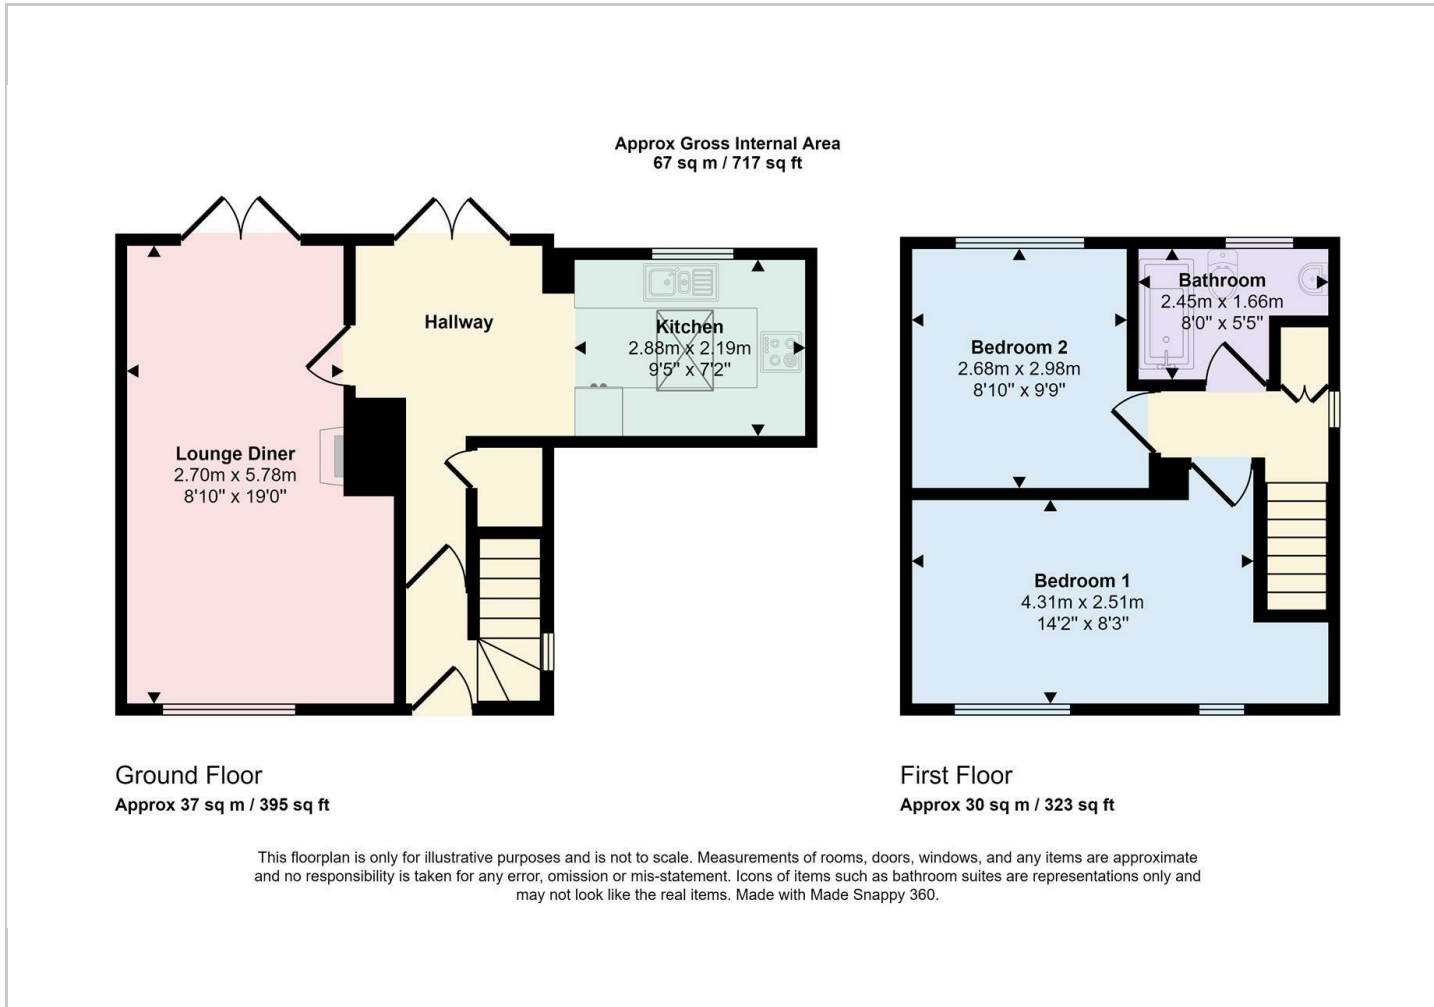 Approx Gross Internal Area
67 sq m / 717 sq ft
Hallway
Kitchen
2.88m x 2.19m
9'5" x 7'2"
Lounge Diner
2.70m x 5.78m
8'10" x 19'0"
Bathroom
2.45m x 1.66m
8'0" x 5'5"
Bedroom 2
2.68m x 2.98m
8'10" x 9'9"
Bedroom 1
4.31m x 2.51m
14'2" x 8'3"
Ground Floor
Approx 37 sq m / 395 sq ft
First Floor
Approx 30 sq m / 323 sq ft
This floorplan is only for illustrative purposes and is not to scale. Measurements of rooms, doors, windows, and any items are approximate
and no responsibility is taken for any error, omission or mis-statement. Icons of items such as bathroom suites are representations only and
may not look like the real items. Made with Made Snappy 360.